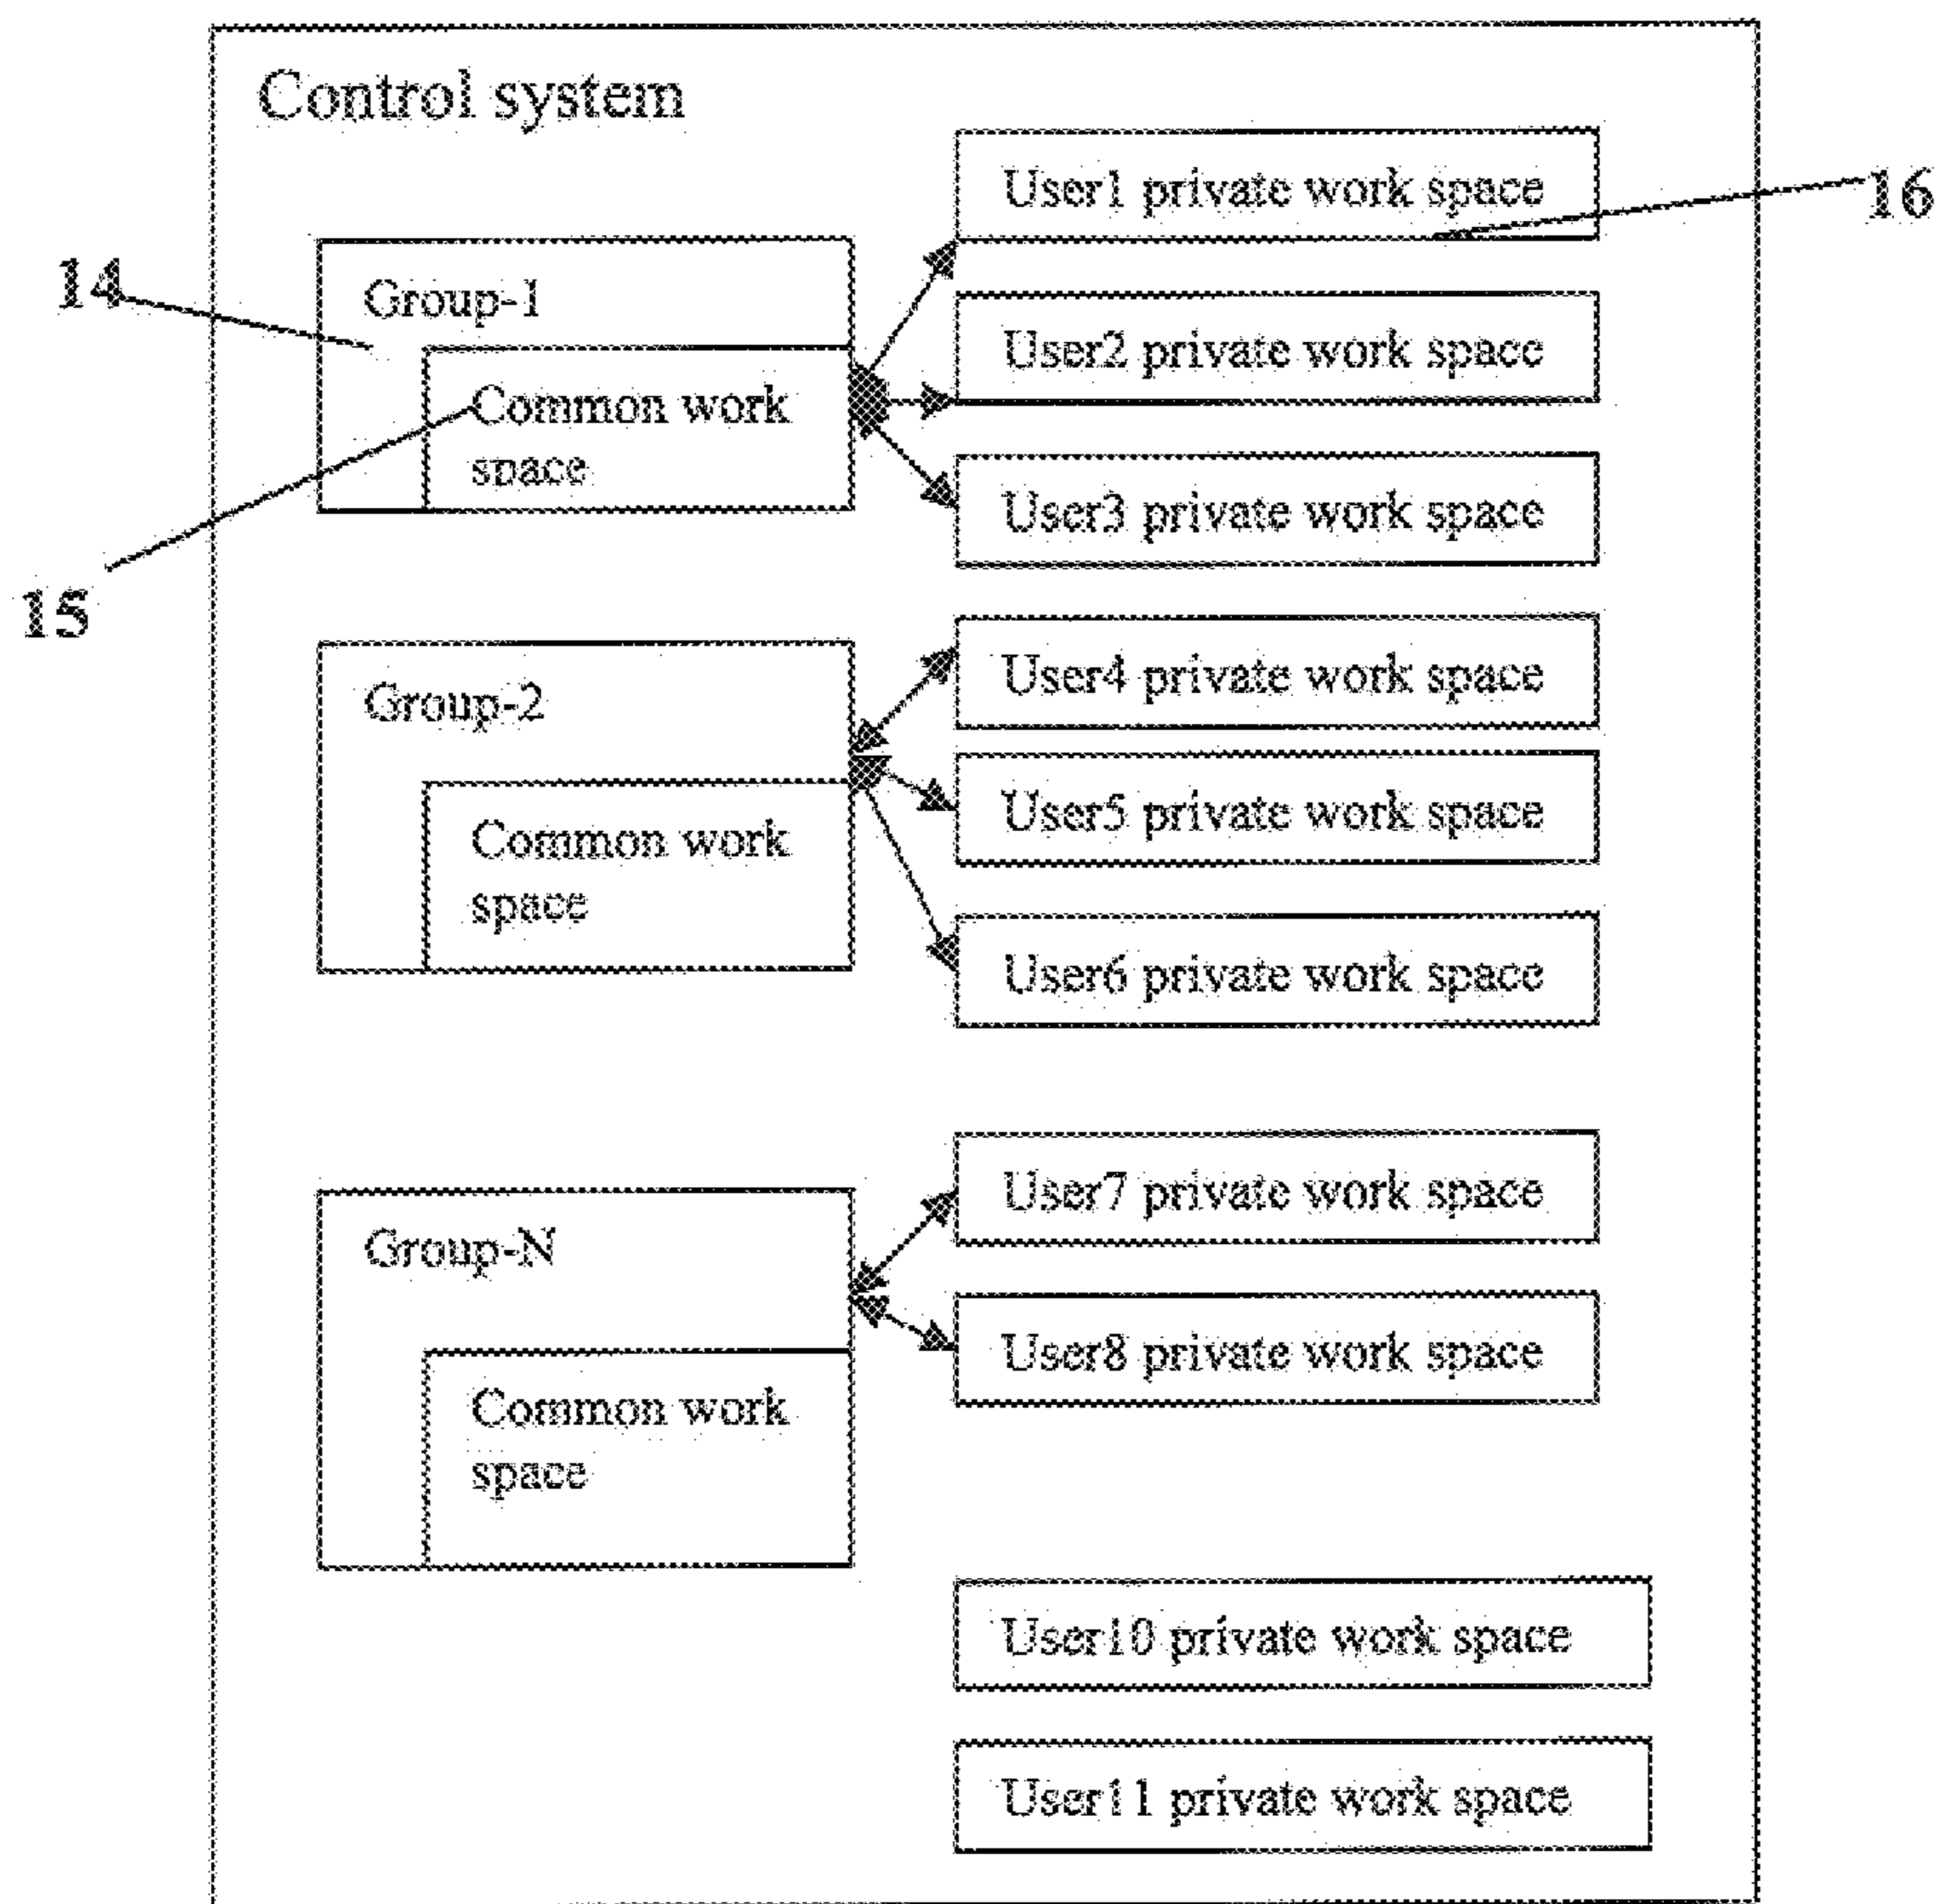 Control system
User1 private work space
16
14
Group-1
User2 private work space
Common work
space
User3 private work space
15
User4 private work space
Group-2
User5 private work space
Common work
space
User6 private work space
User7 private work space
Group-N
User8 private work space
Common work
space
User10 private work space
User11 private work space